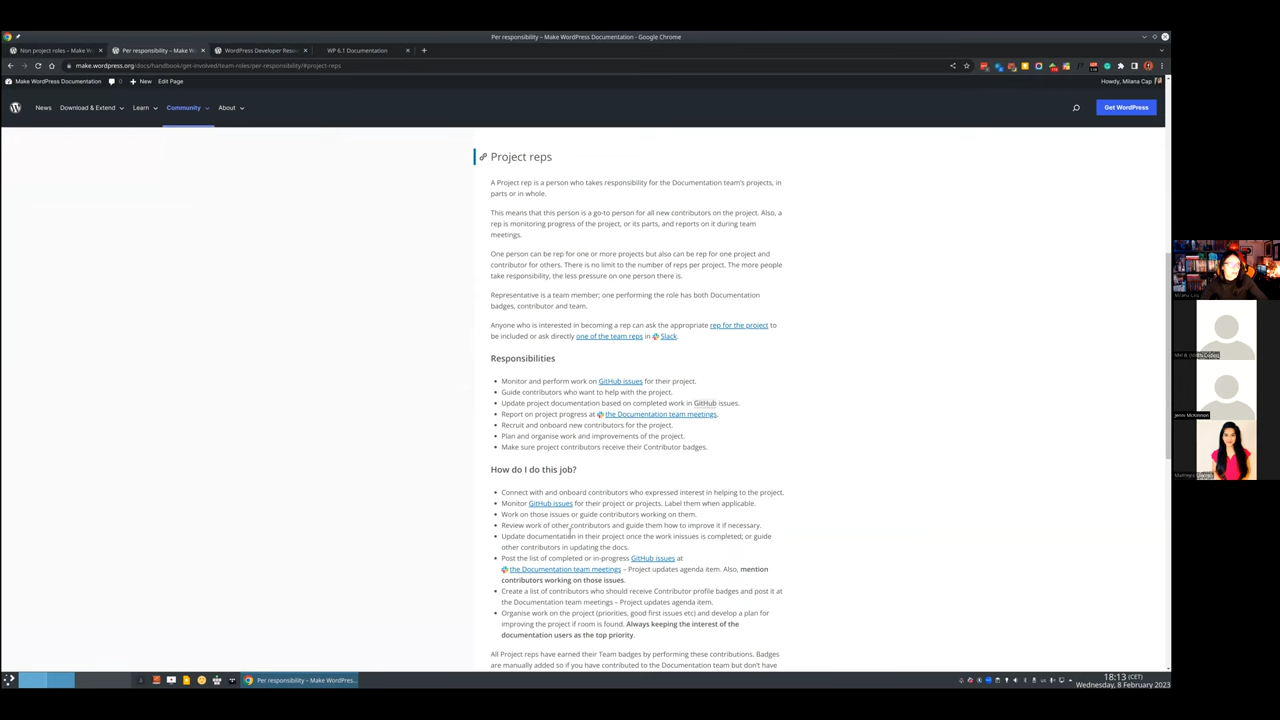 Per responsibility – Make WordPress Documentation - Google Chrome
Non project roles – Make W
Per responsibility – Make W
WordPress Developer Reso
WP 6.1 Documentation
make.wordpress.org/docs/handbook/get-involved/team-roles/per-responsibility/#project-reps
Make WordPress Documentation 0 New Edit Page
Howdy, Milana Cap
News Download & Extend Learn Community About
Get WordPress
Project reps
A Project rep is a person who takes responsibility for the Documentation team's projects, in
parts or in whole.
This means that this person is a go-to person for all new contributors on the project. Also, a
rep is monitoring progress of the project, or its parts, and reports on it during team
meetings.
One person can be rep for one or more projects but also can be rep for one project and
contributor for others. There is no limit to the number of reps per project. The more people
take responsibility, the less pressure on one person there is.
Representative is a team member; one performing the role has both Documentation
badges, contributor and team.
Anyone who is interested in becoming a rep can ask the appropriate rep for the project to
be included or ask directly one of the team reps in Slack.
Responsibilities
• Monitor and perform work on GitHub issues for their project.
• Guide contributors who want to help with the project.
• Update project documentation based on completed work in GitHub issues.
• Report on project progress at the Documentation team meetings.
• Recruit and onboard new contributors for the project.
• Plan and organise work and improvements of the project.
• Make sure project contributors receive their Contributor badges.
How do I do this job?
• Connect with and onboard contributors who expressed interest in helping to the project.
• Monitor GitHub issues for their project or projects. Label them when applicable.
• Work on those issues or guide contributors working on them.
• Review work of other contributors and guide them how to improve it if necessary.
• Update documentation in their project once the work inissues is completed; or guide
other contributors in updating the docs.
• Post the list of completed or in-progress GitHub issues at
the Documentation team meetings – Project updates agenda item. Also, mention
contributors working on those issues.
• Create a list of contributors who should receive Contributor profile badges and post it at
the Documentation team meetings – Project updates agenda item.
• Organise work on the project (priorities, good first issues etc) and develop a plan for
improving the project if room is found. Always keeping the interest of the
documentation users as the top priority.
All Project reps have earned their Team badges by performing these contributions. Badges
are manually added so if you have contributed to the Documentation team but don't have
Jenni McKinnon
Per responsibility – Make WordPres...
18:13 (CET)
Wednesday, 8 February 2023